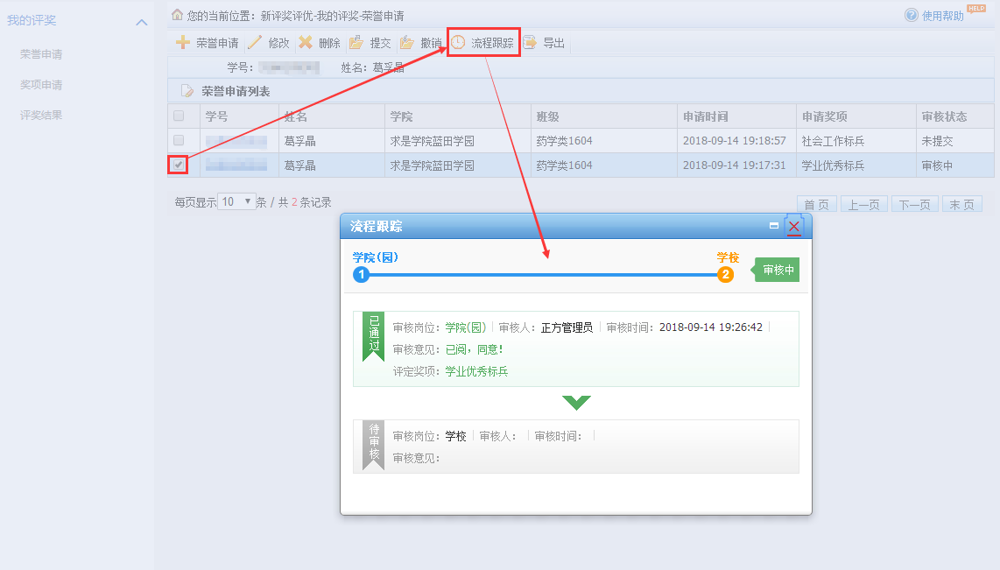 我的评奖
荣誉申请
奖项申请
评奖结果
您的当前位置：新评奖评优-我的评奖-荣誉申请
使用帮助 HELP
荣誉申请 修改 删除 提交 撤销 流程跟踪 导出
学号： 姓名：葛孚晶
荣誉申请列表
学号 姓名 学院 班级 申请时间 申请奖项 审核状态
葛孚晶 求是学院蓝田学园 药学类1604 2018-09-14 19:18:57 社会工作标兵 未提交
葛孚晶 求是学院蓝田学园 药学类1604 2018-09-14 19:17:31 学业优秀标兵 审核中
每页显示 10 条 / 共 2 条记录
首 页 上一页 下一页 末 页
流程跟踪
学院(园) 学校
1 2 审核中
已通过
审核岗位：学院(园) 审核人：正方管理员 审核时间：2018-09-14 19:26:42
审核意见：已阅，同意！
评定奖项：学业优秀标兵
待审核
审核岗位：学校 审核人： 审核时间：
审核意见：